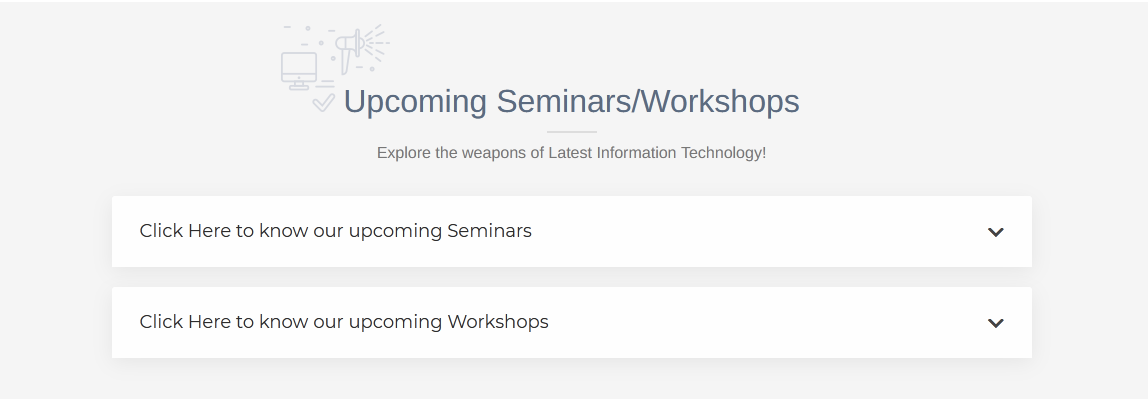 Upcoming Seminars/Workshops
Explore the weapons of Latest Information Technology!
Click Here to know our upcoming Seminars
Click Here to know our upcoming Workshops